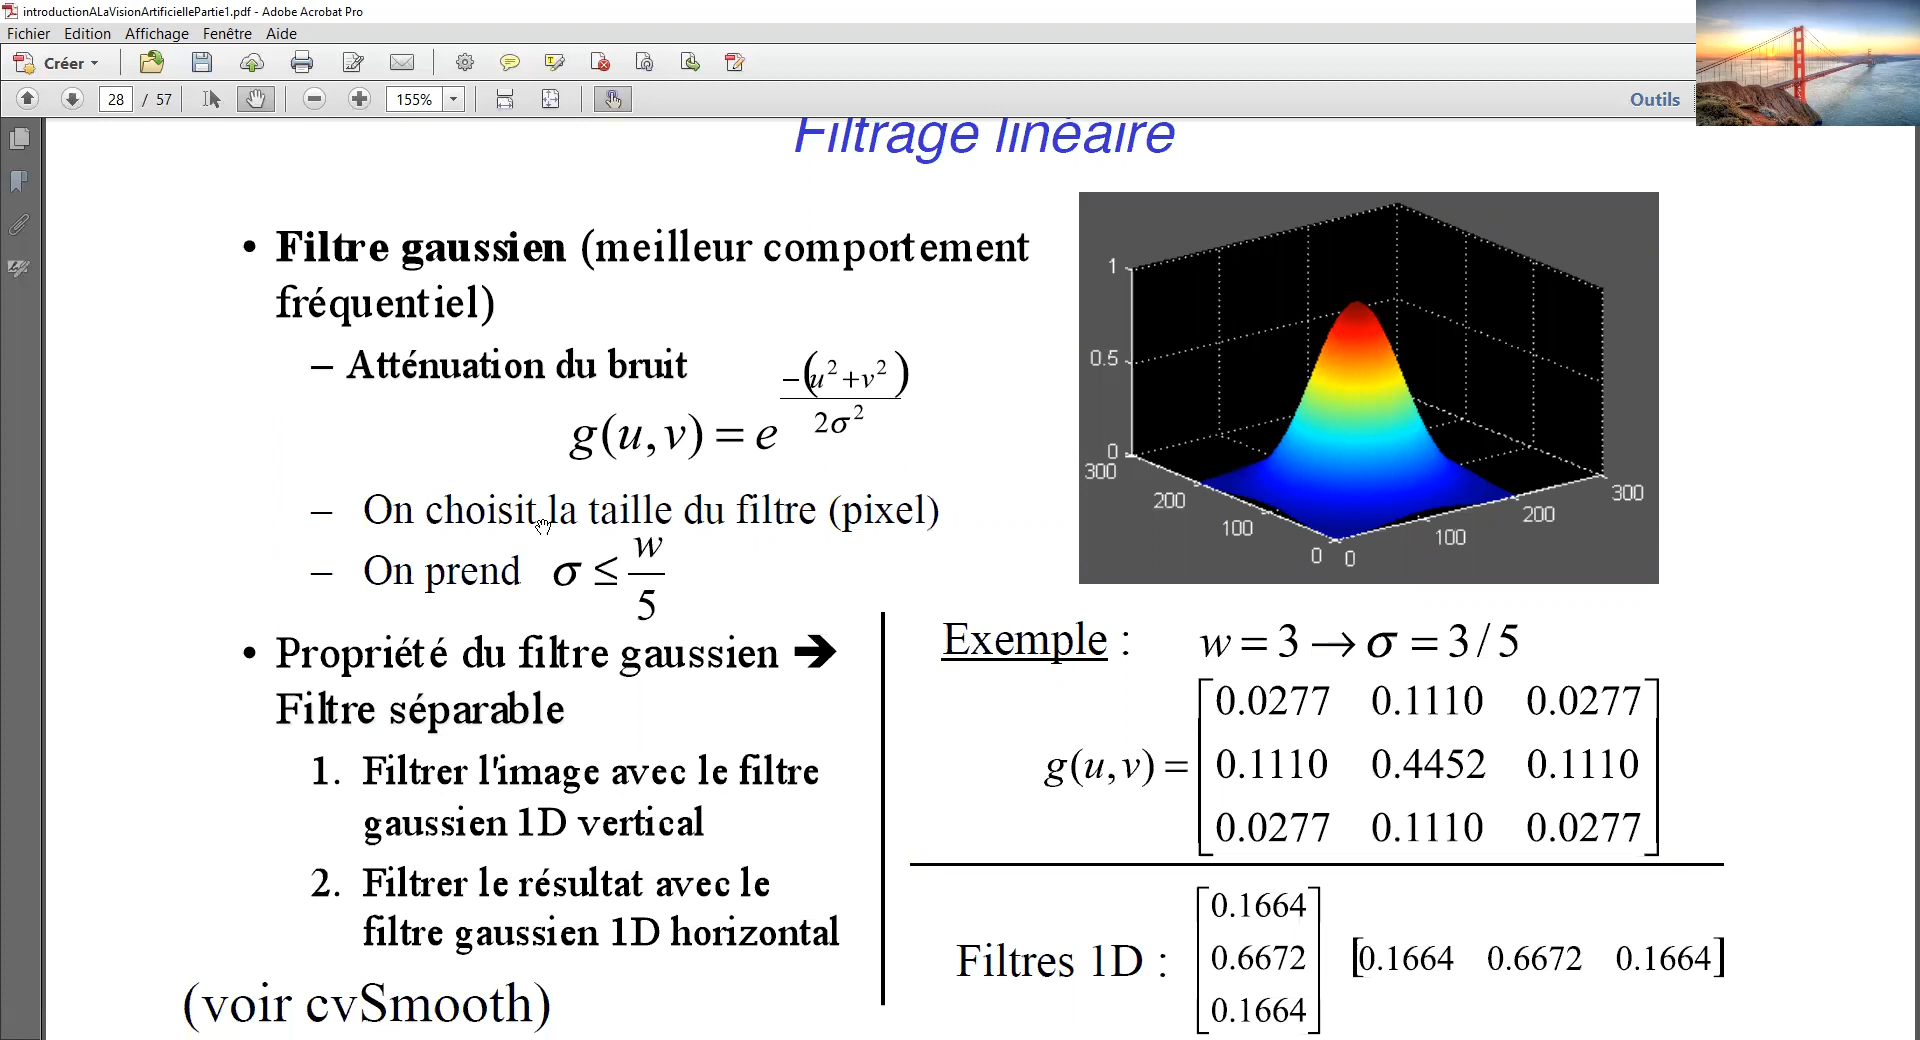 introductionALaVisionArtificiellePartie1.pdf - Adobe Acrobat Pro
Fichier Edition Affichage Fenêtre Aide
Créer
28 / 57 155% Outils
Filtrage linéaire
• Filtre gaussien (meilleur comportement
fréquentiel)
– Atténuation du bruit
g(u,v) = e^(-(u²+v²)/2σ²)
– On choisit la taille du filtre (pixel)
– On prend σ ≤ w/5
• Propriété du filtre gaussien ➔
Filtre séparable
1. Filtrer l'image avec le filtre
gaussien 1D vertical
2. Filtrer le résultat avec le
filtre gaussien 1D horizontal
(voir cvSmooth)
1
0.5
0
300
200
100
0
0
100
200
300
Exemple : w = 3 → σ = 3/5
0.0277 0.1110 0.0277
g(u,v) = 0.1110 0.4452 0.1110
0.0277 0.1110 0.0277
Filtres 1D :
0.1664
0.6672
0.1664
[0.1664 0.6672 0.1664]